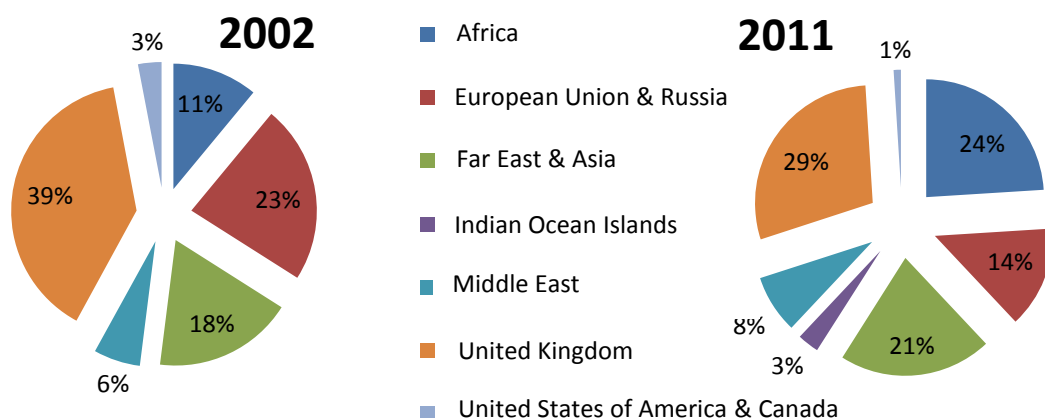 2002
3%
11%
23%
18%
6%
39%
Africa
European Union & Russia
Far East & Asia
Indian Ocean Islands
Middle East
United Kingdom
United States of America & Canada
2011
1%
24%
14%
21%
3%
8%
29%